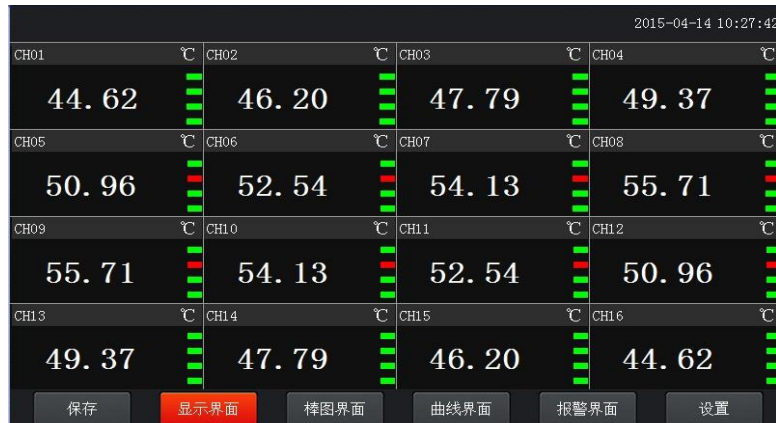 2015-04-14 10:27:42
CH01 ℃ CH02 ℃ CH03 ℃ CH04 ℃
44.62 46.20 47.79 49.37
CH05 ℃ CH06 ℃ CH07 ℃ CH08 ℃
50.96 52.54 54.13 55.71
CH09 ℃ CH10 ℃ CH11 ℃ CH12 ℃
55.71 54.13 52.54 50.96
CH13 ℃ CH14 ℃ CH15 ℃ CH16 ℃
49.37 47.79 46.20 44.62
保存 显示界面 棒图界面 曲线界面 报警界面 设置